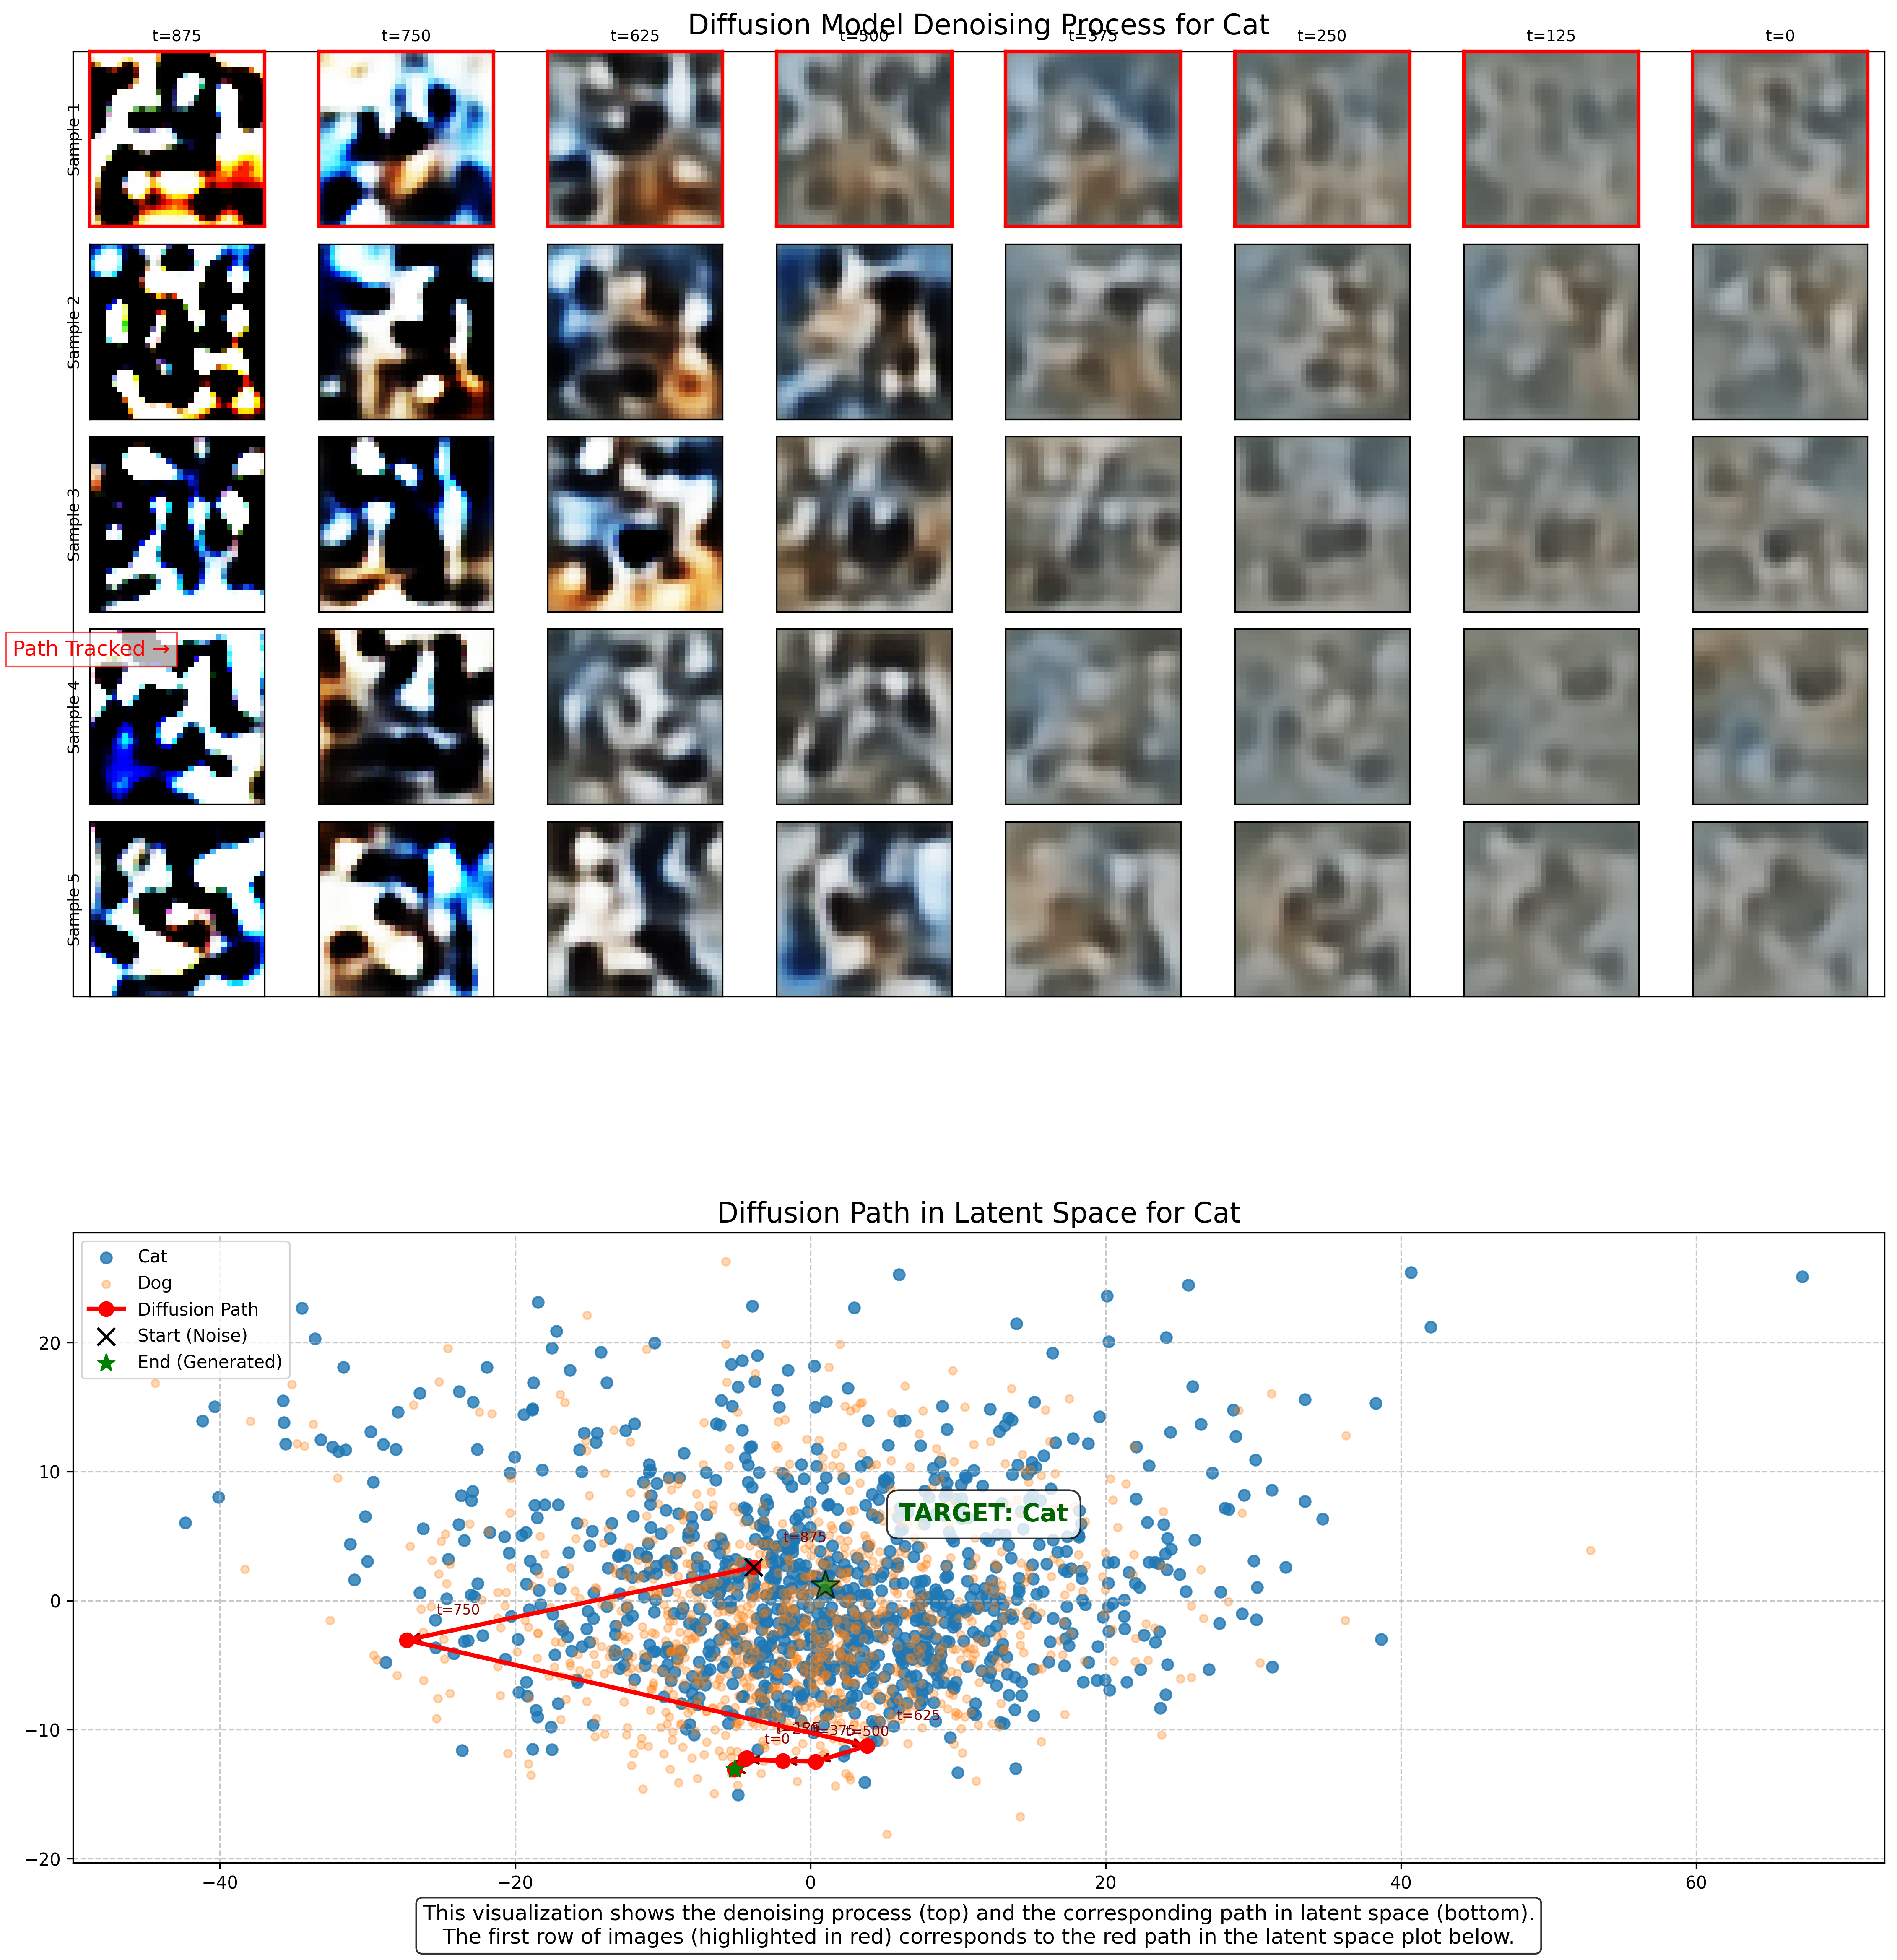 Diffusion Model Denoising Process for Cat
t=875
t=750
t=625
t=500
t=375
t=250
t=125
t=0
Sample 1
Sample 2
Sample 3
Path Tracked →
Sample 4
Sample 5
Diffusion Path in Latent Space for Cat
Cat
Dog
Diffusion Path
Start (Noise)
End (Generated)
TARGET: Cat
t=875
t=750
t=625
t=500
t=375
t=0
20
10
0
−10
−20
−40
−20
0
20
40
60
This visualization shows the denoising process (top) and the corresponding path in latent space (bottom).
The first row of images (highlighted in red) corresponds to the red path in the latent space plot below.